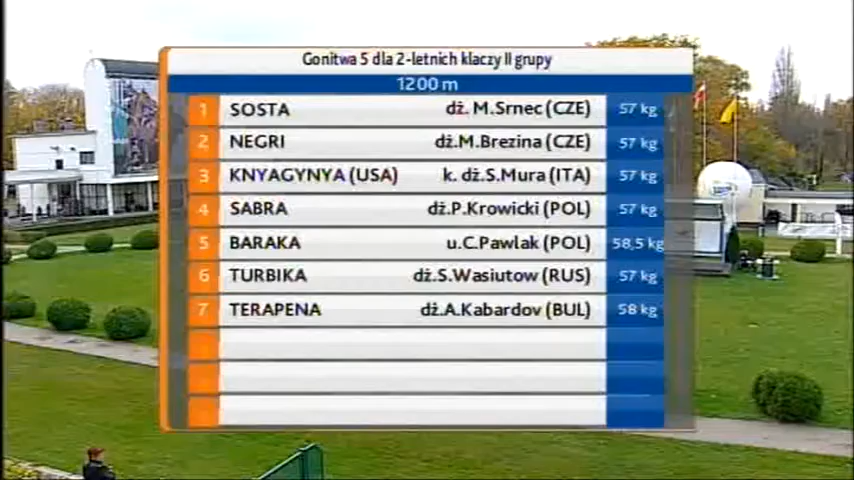 Gonitwa 5 dla 2-letnich klaczy II grupy
1200 m
1 SOSTA dż. M.Srnec (CZE) 57 kg
2 NEGRI dż.M.Brezina (CZE) 57 kg
3 KNYAGYNYA (USA) k. dż.S.Mura (ITA) 57 kg
4 SABRA dż.P.Krowicki (POL) 57 kg
5 BARAKA u.C.Pawlak (POL) 58,5 kg
6 TURBIKA dż.S.Wasiutow (RUS) 57 kg
7 TERAPENA dż.A.Kabardov (BUL) 58 kg